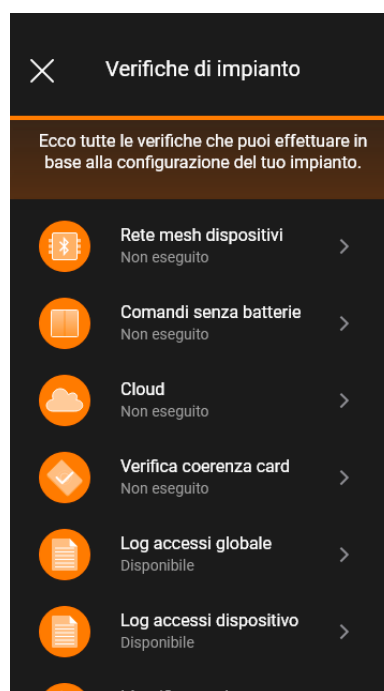 Verifiche di impianto
Ecco tutte le verifiche che puoi effettuare in
base alla configurazione del tuo impianto.
Rete mesh dispositivi
Non eseguito
Comandi senza batterie
Non eseguito
Cloud
Non eseguito
Verifica coerenza card
Non eseguito
Log accessi globale
Disponibile
Log accessi dispositivo
Disponibile